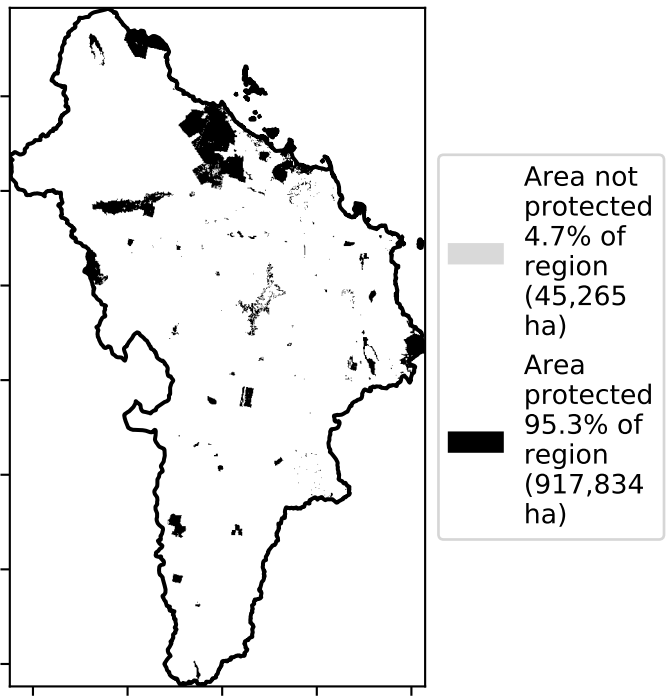 Area not
protected
4.7% of
region
(45,265
ha)
Area
protected
95.3% of
region
(917,834
ha)